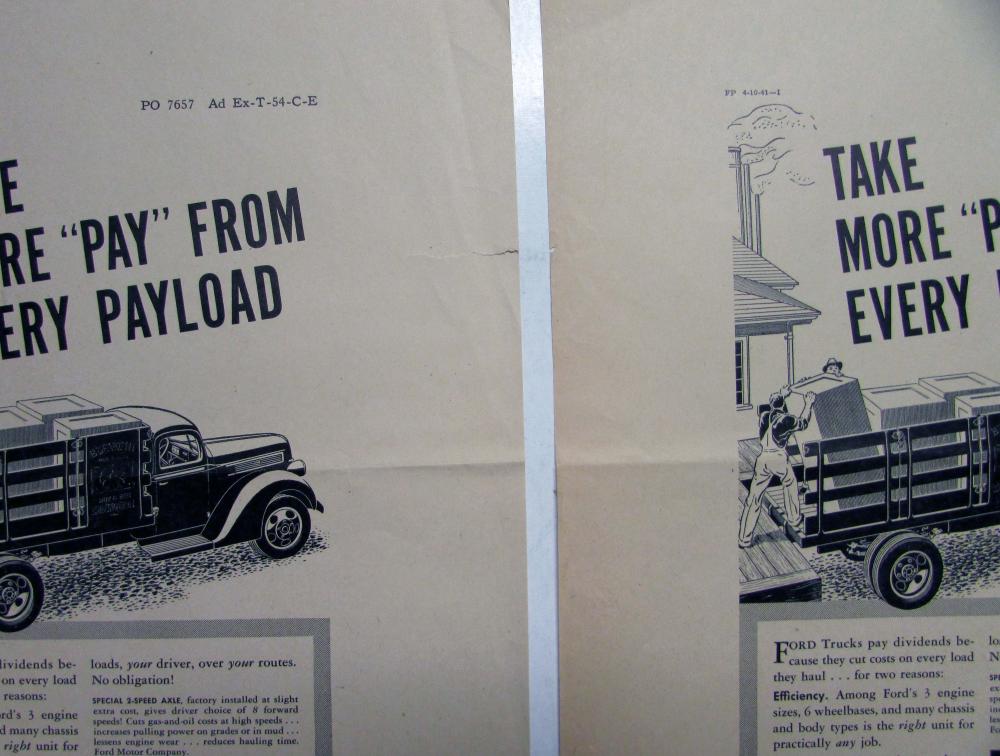 PO 7657 Ad Ex-T-54-C-E
E
RE “PAY” FROM
ERY PAYLOAD
dividends be-
on every load
reasons:
ord's 3 engine
d many chassis
right unit for
loads, your driver, over your routes.
No obligation!
SPECIAL 2-SPEED AXLE, factory installed at slight
extra cost, gives driver choice of 8 forward
speeds! Cuts gas-and-oil costs at high speeds . . .
increases pulling power on grades or in mud . . .
lessens engine wear . . . reduces hauling time.
Ford Motor Company.
FP 4-10-41—1
TAKE
MORE “P
EVERY
FORD Trucks pay dividends be-
cause they cut costs on every load
they haul . . . for two reasons:
Efficiency. Among Ford's 3 engine
sizes, 6 wheelbases, and many chassis
and body types is the right unit for
practically any job.